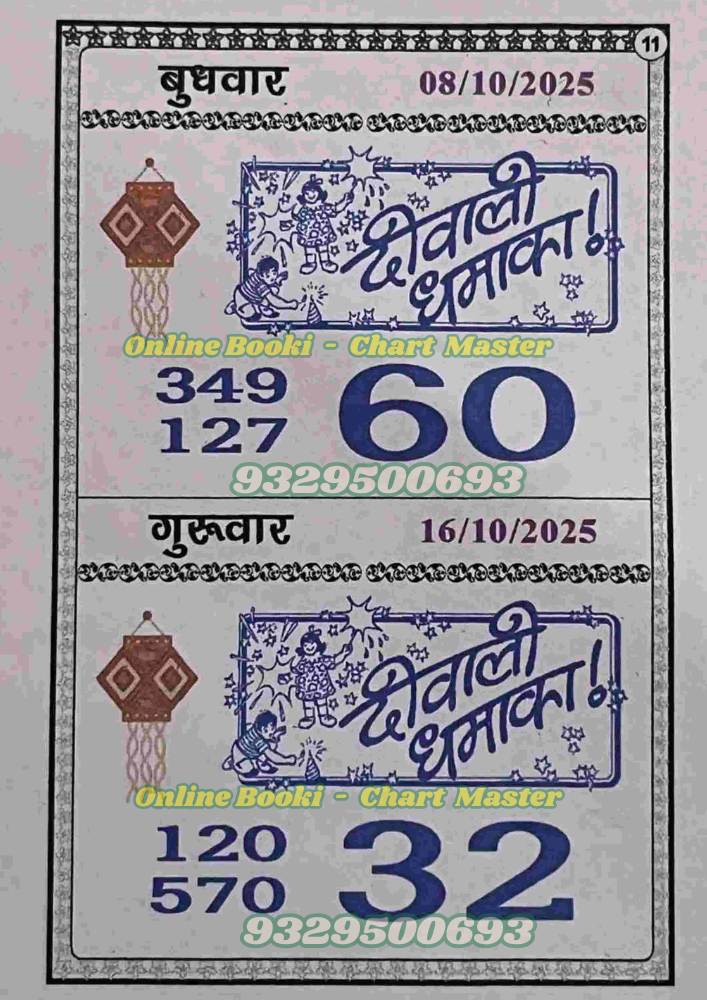 11
बुधवार 08/10/2025
दीवाली
धमाका!
Online Booki - Chart Master
349
127
60
9329500693
गुरूवार 16/10/2025
दीवाली
धमाका!
Online Booki - Chart Master
120
570
32
9329500693